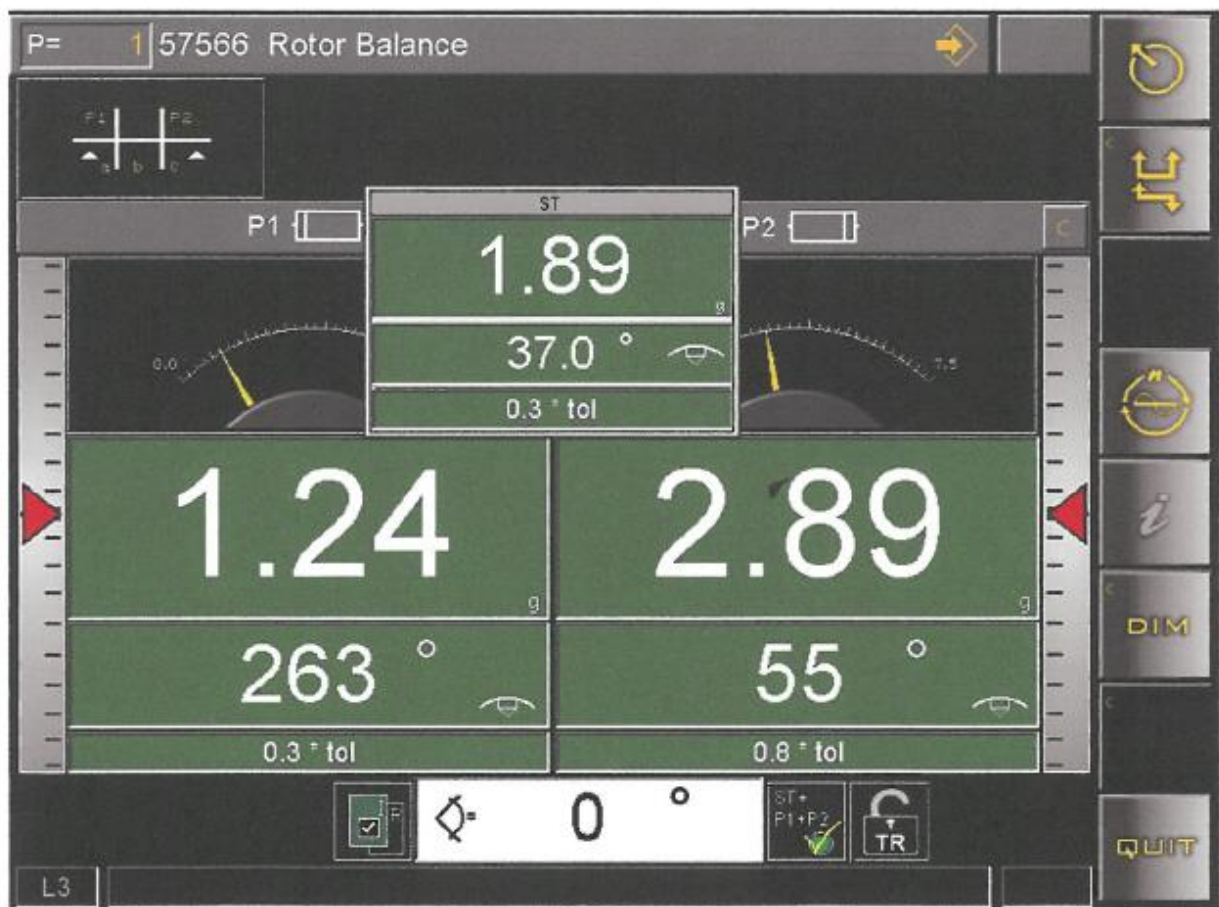 P= 1 57566 Rotor Balance
P1 P2
a b c
P1 ST P2 C
1.89
g
37.0 °
0.3 * tol
0.0 7.5
1.24 g
2.89 g
263 °
55 °
0.3 * tol
0.8 * tol
0 °
ST+
P1+P2
TR
L3
C
n
i
C
DIM
C
QUIT